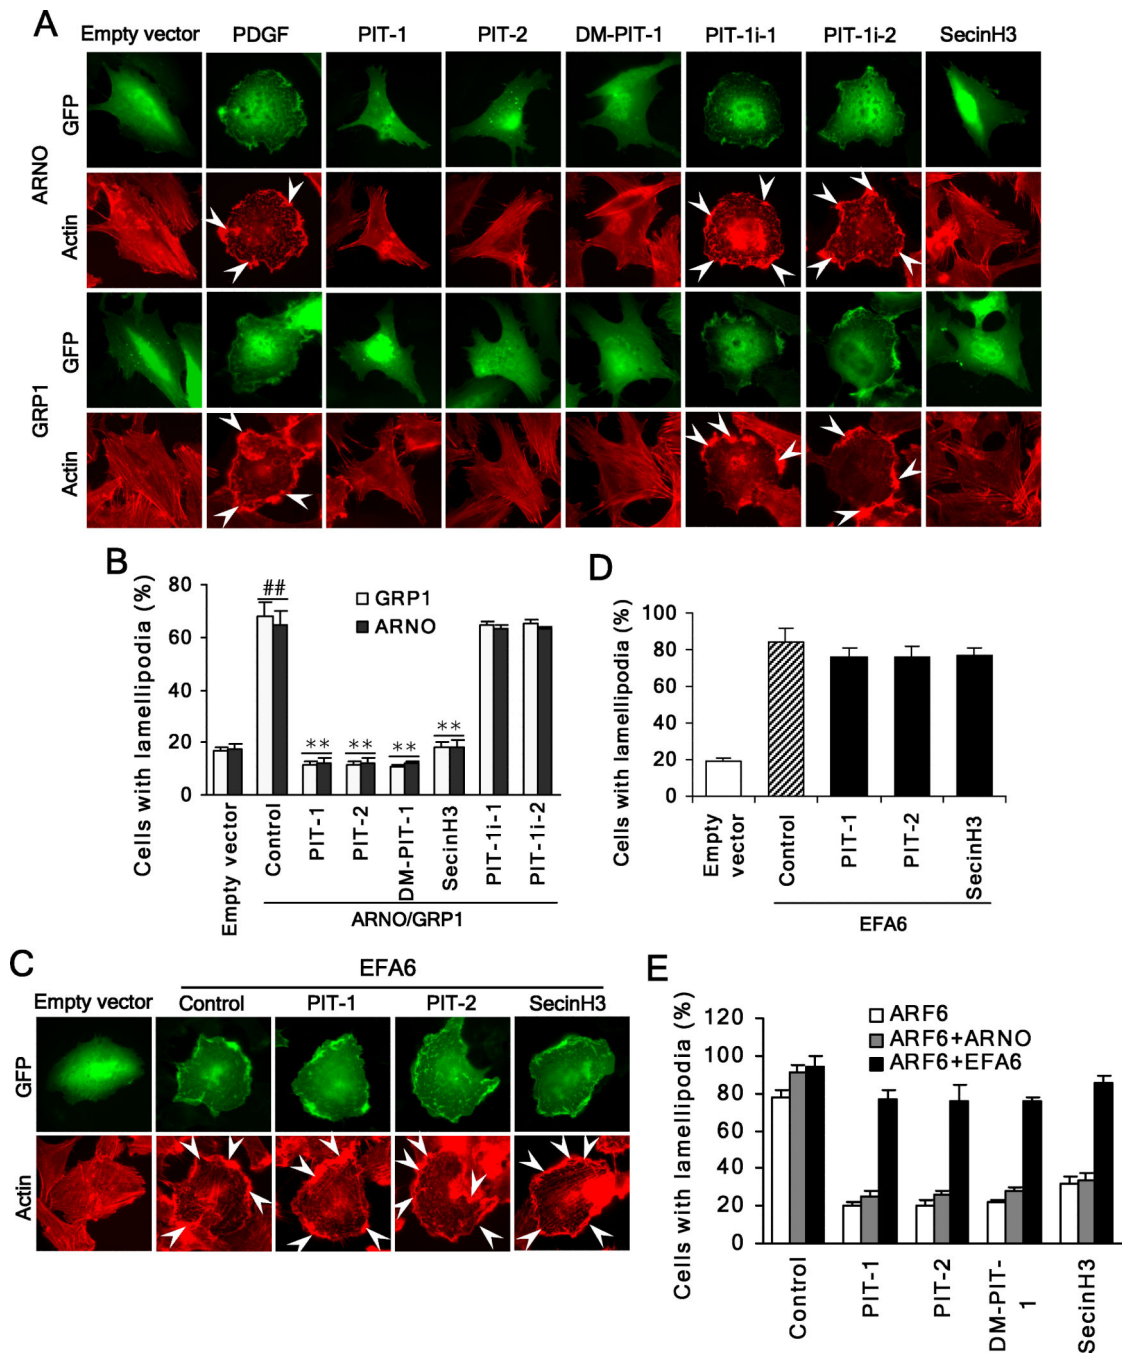 A
Empty vector PDGF PIT-1 PIT-2 DM-PIT-1 PIT-1i-1 PIT-1i-2 SecinH3
ARNO
GFP
Actin
GRP1
GFP
Actin
B
Cells with lamellipodia (%)
80
60
40
20
0
##
** ** ** **
GRP1
ARNO
Empty vector
Control
PIT-1
PIT-2
DM-PIT-1
SecinH3
PIT-1i-1
PIT-1i-2
ARNO/GRP1
D
Cells with lamellipodia (%)
100
80
60
40
20
0
Empty
vector
Control
PIT-1
PIT-2
SecinH3
EFA6
C
EFA6
Empty vector Control PIT-1 PIT-2 SecinH3
GFP
Actin
E
Cells with lamellipodia (%)
120
100
80
60
40
20
0
ARF6
ARF6+ARNO
ARF6+EFA6
Control
PIT-1
PIT-2
DM-PIT-
1
SecinH3